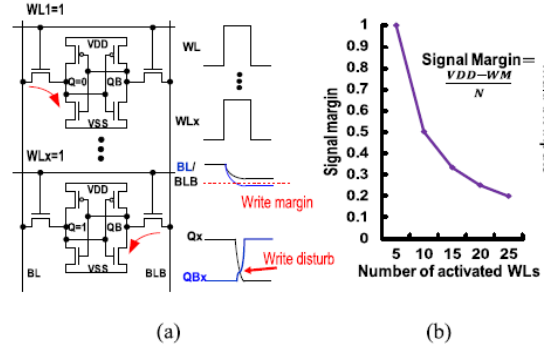 WL1=1
VDD
Q=0
QB
VSS
WLx=1
VDD
Q=1
QB
VSS
BL
BLB
WL
WLx
BL/
BLB
Write margin
Qx
Write disturb
QBx
(a)
Signal margin
1
0.9
0.8
0.7
0.6
0.5
0.4
0.3
0.2
0.1
0
Signal Margin=
VDD-WM
N
5 10 15 20 25
Number of activated WLs
(b)